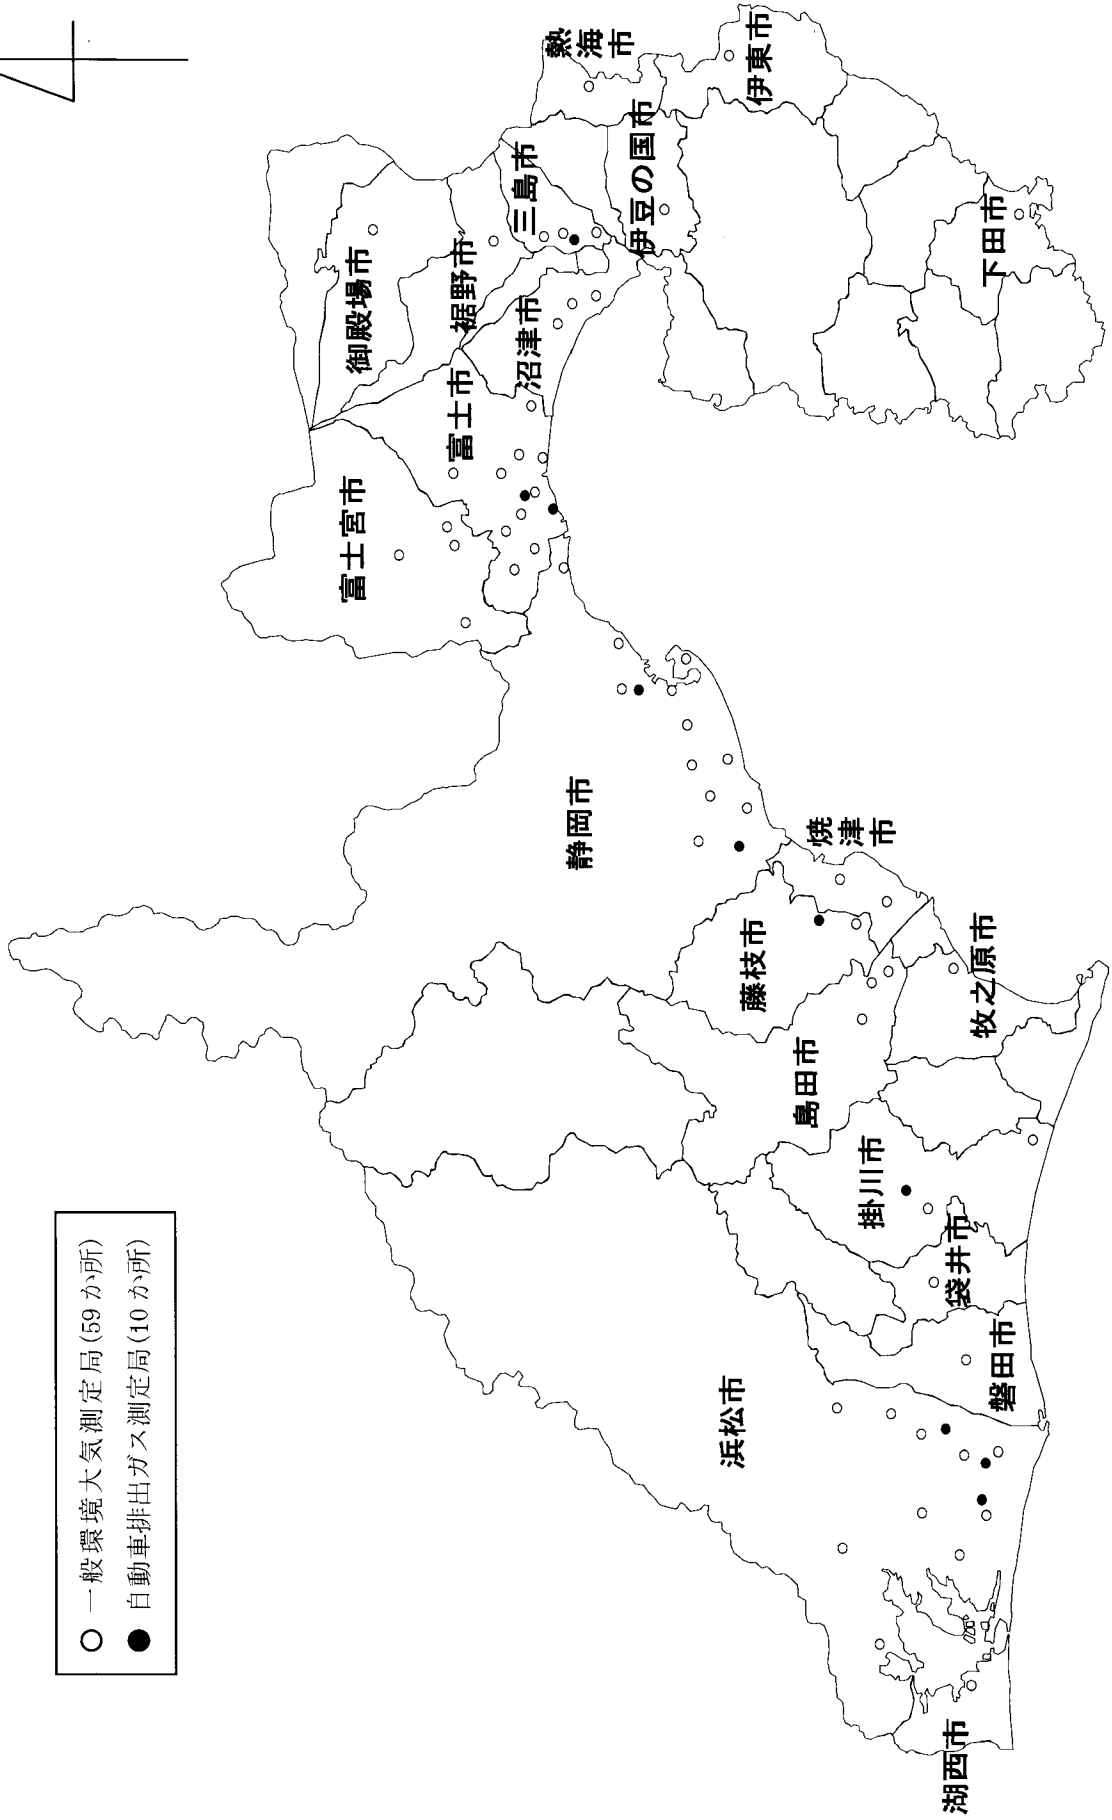 ○ 一般環境大気測定局(59か所)
● 自動車排出ガス測定局(10か所)
御殿場市
裾野市
三島市
熱海市
伊豆の国市
伊東市
下田市
沼津市
富士市
富士宮市
静岡市
焼津市
藤枝市
牧之原市
島田市
掛川市
袋井市
磐田市
浜松市
湖西市